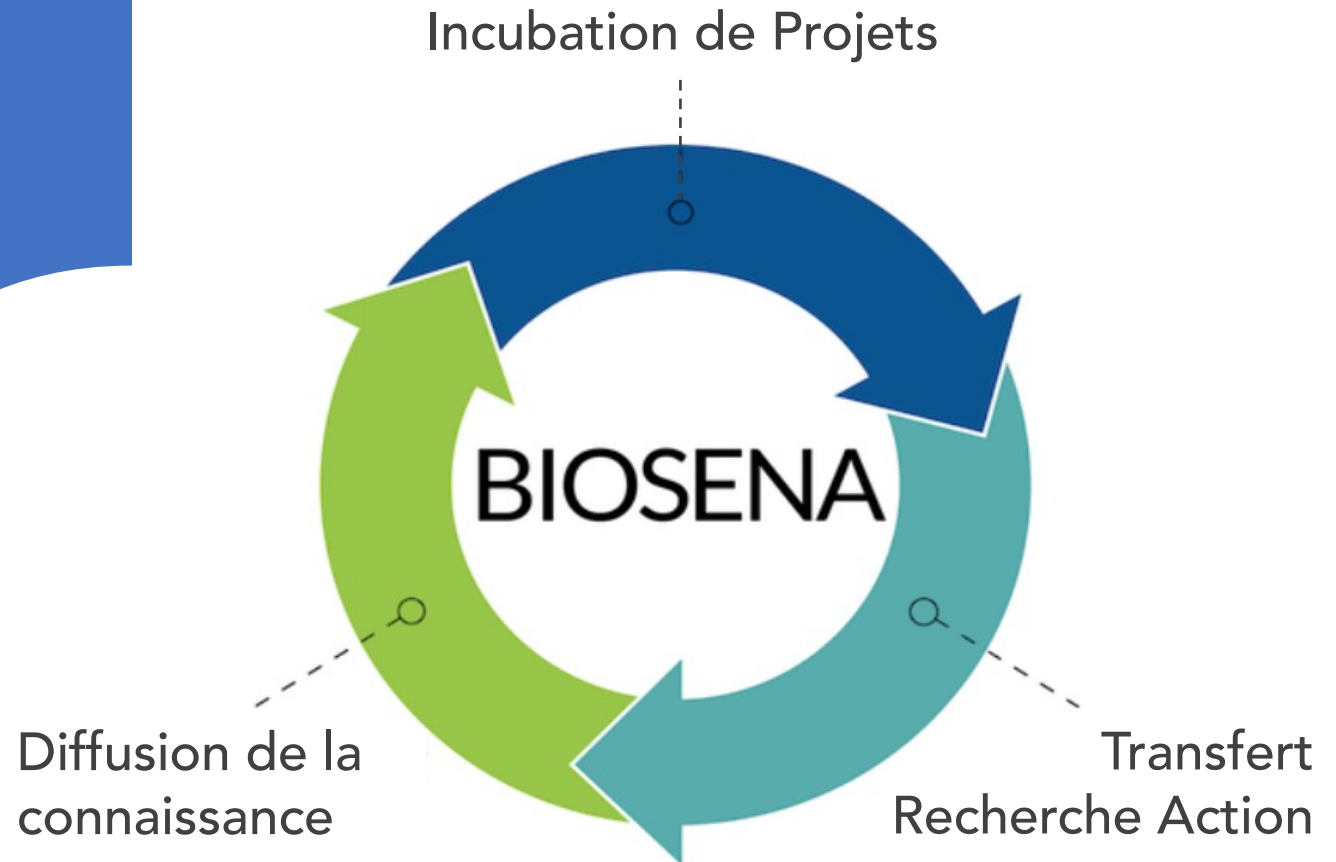 Incubation de Projets
BIOSENA
Diffusion de la
connaissance
Transfert
Recherche Action